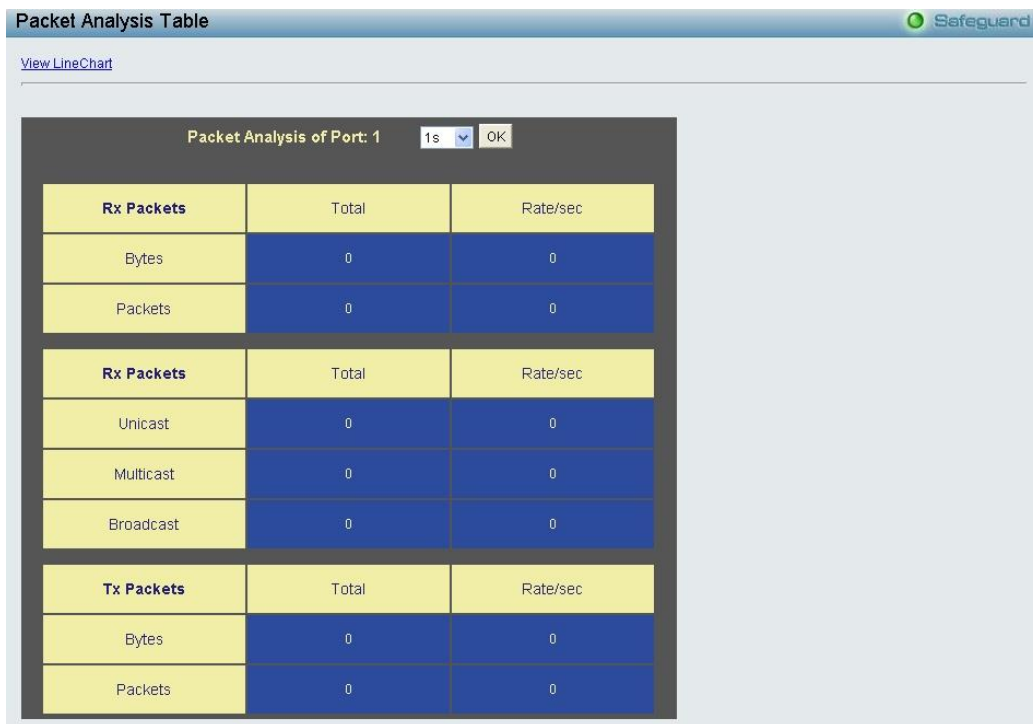 Packet Analysis Table
Safeguard
View LineChart
Packet Analysis of Port: 1 1s OK
Rx Packets Total Rate/sec
Bytes 0 0
Packets 0 0
Rx Packets Total Rate/sec
Unicast 0 0
Multicast 0 0
Broadcast 0 0
Tx Packets Total Rate/sec
Bytes 0 0
Packets 0 0